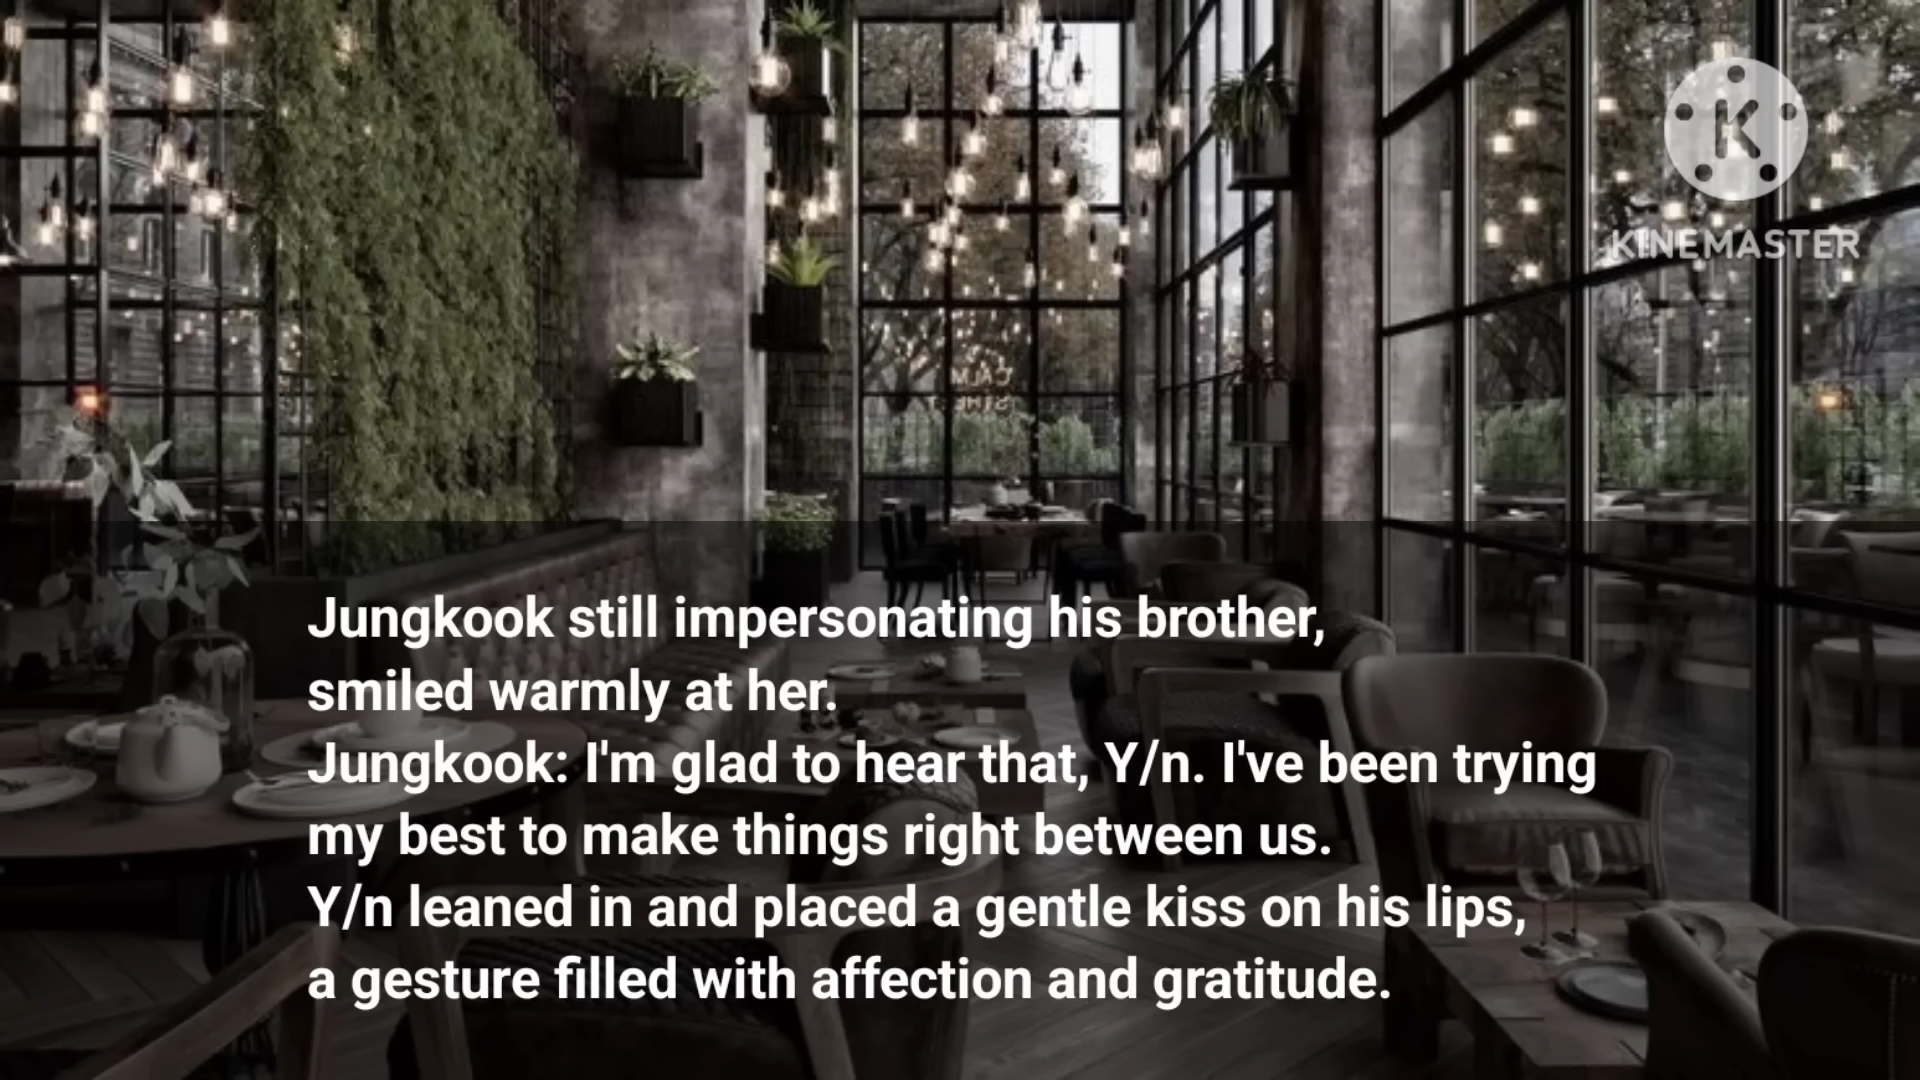 KINEMASTER
Jungkook still impersonating his brother,
smiled warmly at her.
Jungkook: I'm glad to hear that, Y/n. I've been trying
my best to make things right between us.
Y/n leaned in and placed a gentle kiss on his lips,
a gesture filled with affection and gratitude.